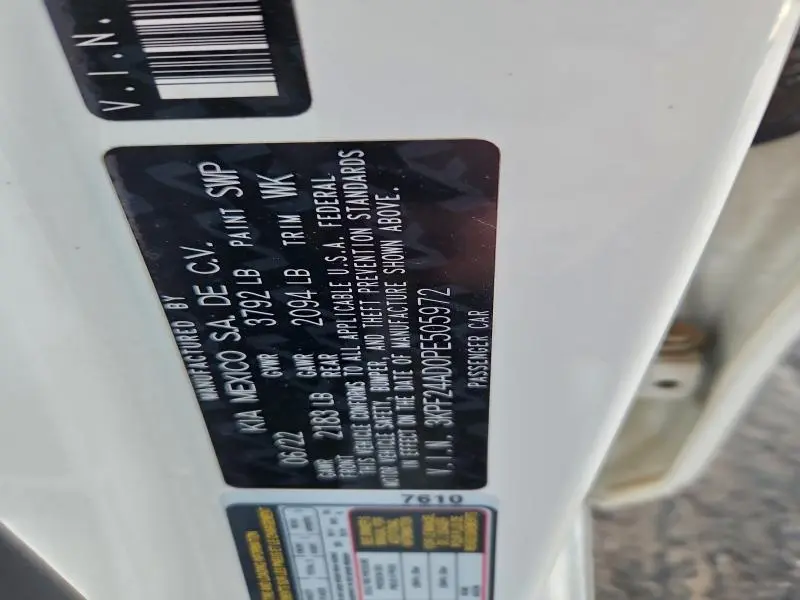 V.I.N.
MANUFACTURED BY
KIA MEXICO S.A. DE C.V.
06/22 GVWR 3792 LB PAINT SWP
GAWR FRONT 2183 LB GAWR REAR 2094 LB TRIM WK
THIS VEHICLE CONFORMS TO ALL APPLICABLE U.S.A. FEDERAL
MOTOR VEHICLE SAFETY, BUMPER, AND THEFT PREVENTION STANDARDS
IN EFFECT ON THE DATE OF MANUFACTURE SHOWN ABOVE.
V.I.N. 3KPF24AD0PE505972
PASSENGER CAR
7610